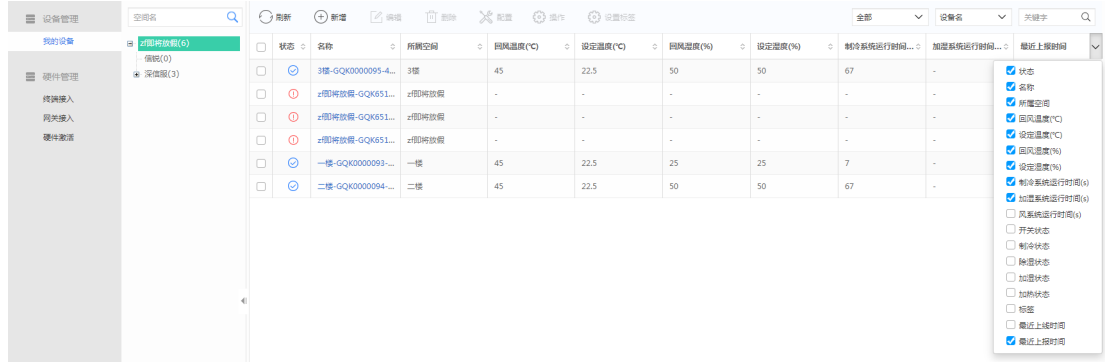 设备管理
我的设备
硬件管理
终端接入
网关接入
硬件激活
空间名
zf即将放假(6)
信锐(0)
深信服(3)
刷新 新增 编辑 删除 配置 操作 设置标签 全部 设备名 关键字
状态 名称 所属空间 回风温度(℃) 设定温度(℃) 回风湿度(%) 设定湿度(%) 制冷系统运行时间... 加湿系统运行时间... 最近上报时间
3楼-GQK0000095-4... 3楼 45 22.5 50 50 67 -
zf即将放假-GQK651... zf即将放假 - - - - - -
zf即将放假-GQK651... zf即将放假 - - - - - -
zf即将放假-GQK651... zf即将放假 - - - - - -
一楼-GQK0000093-... 一楼 45 22.5 25 25 7 -
二楼-GQK0000094-... 二楼 45 22.5 50 50 67 -
状态
名称
所属空间
回风温度(℃)
设定温度(℃)
回风湿度(%)
设定湿度(%)
制冷系统运行时间(s)
加湿系统运行时间(s)
风系统运行时间(s)
开关状态
制冷状态
除湿状态
加湿状态
加热状态
标签
最近上线时间
最近上报时间